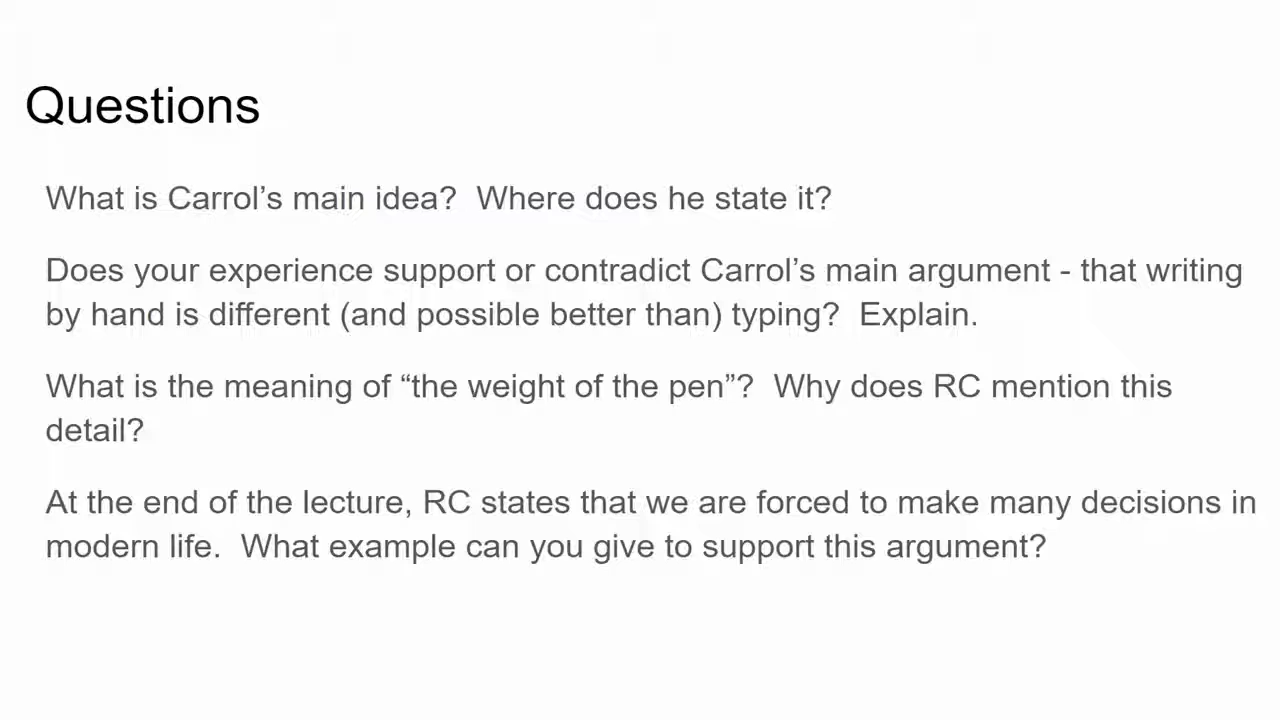 Questions
What is Carrol’s main idea?  Where does he state it?
Does your experience support or contradict Carrol’s main argument - that writing
by hand is different (and possible better than) typing?  Explain.
What is the meaning of “the weight of the pen”?  Why does RC mention this
detail?
At the end of the lecture, RC states that we are forced to make many decisions in
modern life.  What example can you give to support this argument?